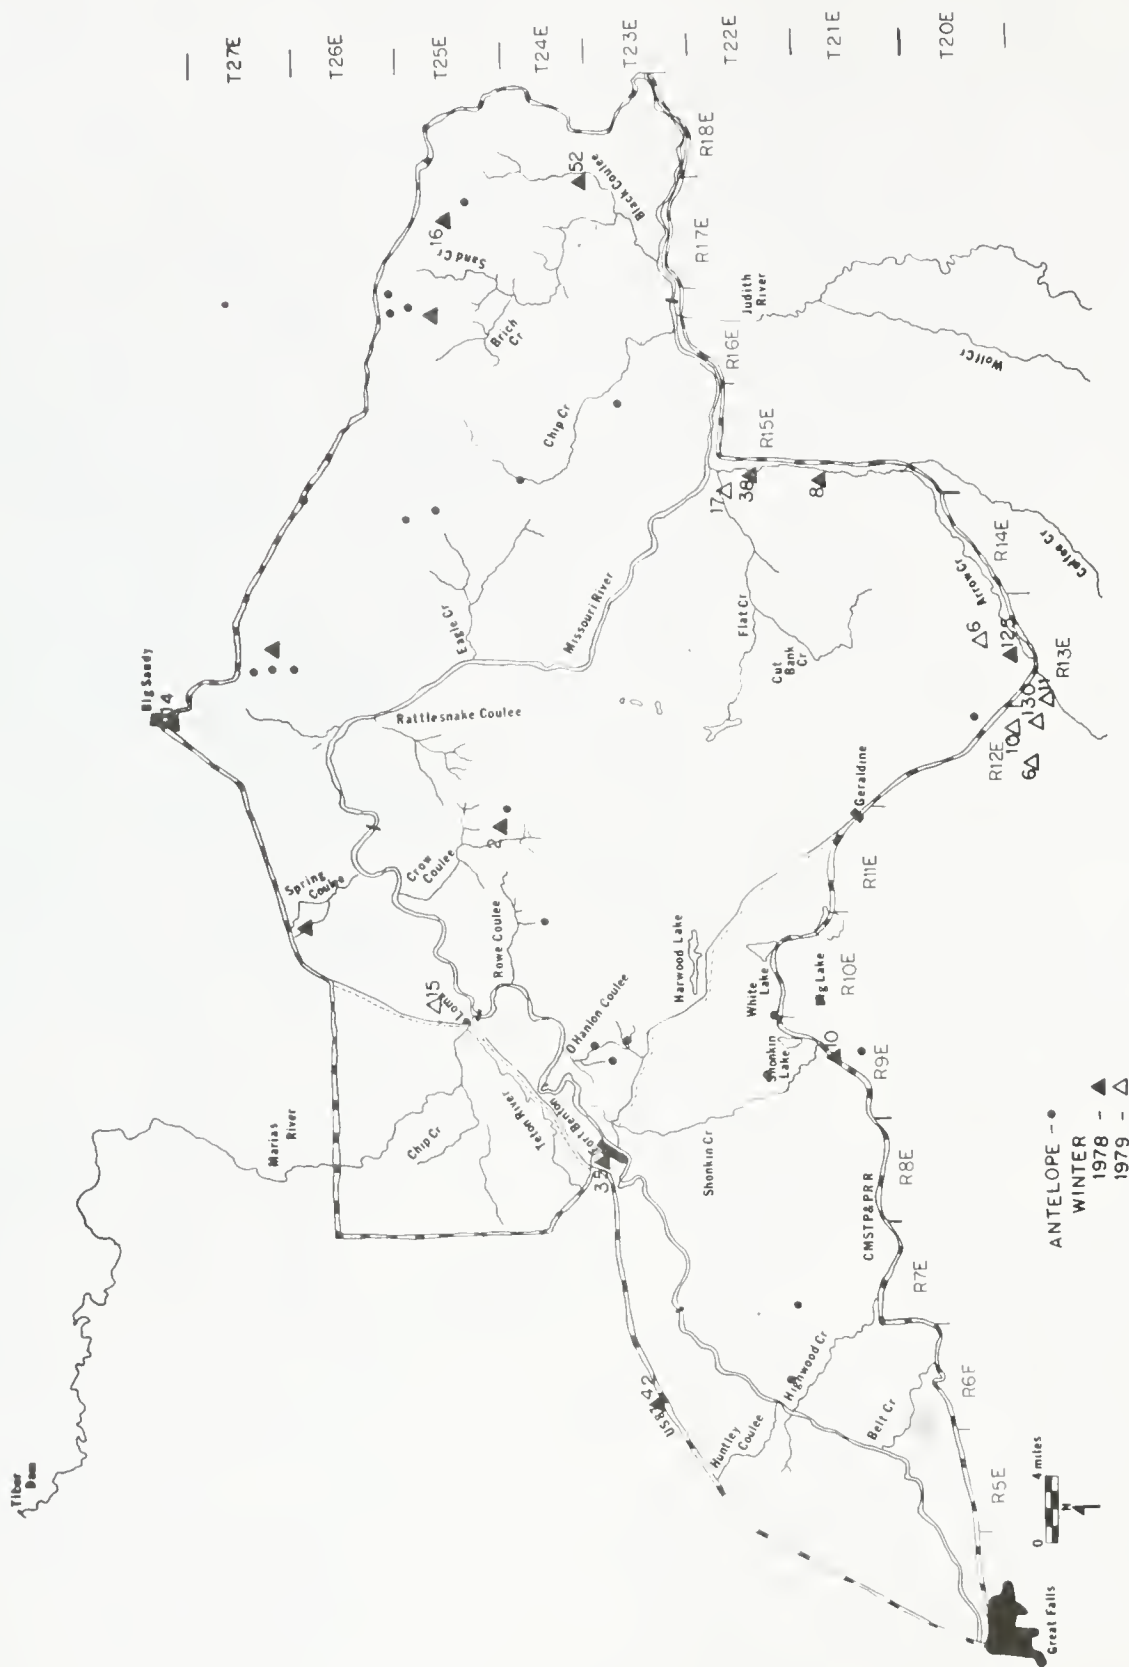 T27E
T26E
T25E
T24E
T23E
T22E
T21E
T20E
Tiber
Dam
Marias
River
Big Sandy
14
Spring
Coulee
Rattlesnake Coulee
Crow
Coulee
2
Rowe Coulee
Loma
15
Chip Cr
Teton River
Fort Benton
35
O Hanlon Coulee
Harwood Lake
Shonkin Cr
White
Lake
Big Lake
Shonkin
Lake
10
Geraldine
US87
42
Huntley
Coulee
Highwood Cr
Belt Cr
CMST P&P RR
Great Falls
Eagle Cr
Missouri River
Chip Cr
Brich
Cr
Sand Cr
16
52
Black Coulee
Judith
River
Wolf Cr
17
38
8
Flat Cr
Cut
Bank
Cr
Arrow Cr
Coffee Cr
6
128
130
11
10
6
R5E
R6F
R7E
R8E
R9E
R10E
R11E
R12E
R13E
R14E
R15E
R16E
R17E
R18E
0 4 miles
N
ANTELOPE -
WINTER
1978 -
1979 -